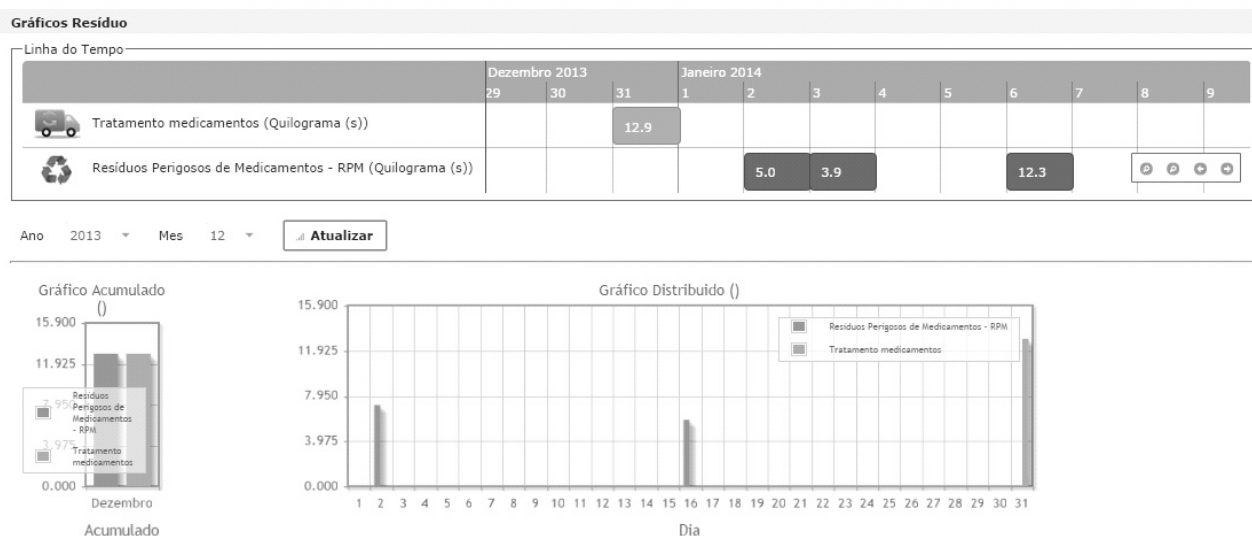 Gráficos Resíduo
Linha do Tempo
Dezembro 2013 Janeiro 2014
29 30 31 1 2 3 4 5 6 7 8 9
Tratamento medicamentos (Quilograma (s)) 12.9
Resíduos Perigosos de Medicamentos - RPM (Quilograma (s)) 5.0 3.9 12.3
Ano 2013 Mes 12 Atualizar
Gráfico Acumulado
()
15.900
11.925
7.950
3.975
0.000
Resíduos
Perigosos de
Medicamentos
- RPM
Tratamento
medicamentos
Dezembro
Acumulado
Gráfico Distribuido ()
15.900
11.925
7.950
3.975
0.000
Resíduos Perigosos de Medicamentos - RPM
Tratamento medicamentos
1 2 3 4 5 6 7 8 9 10 11 12 13 14 15 16 17 18 19 20 21 22 23 24 25 26 27 28 29 30 31
Dia